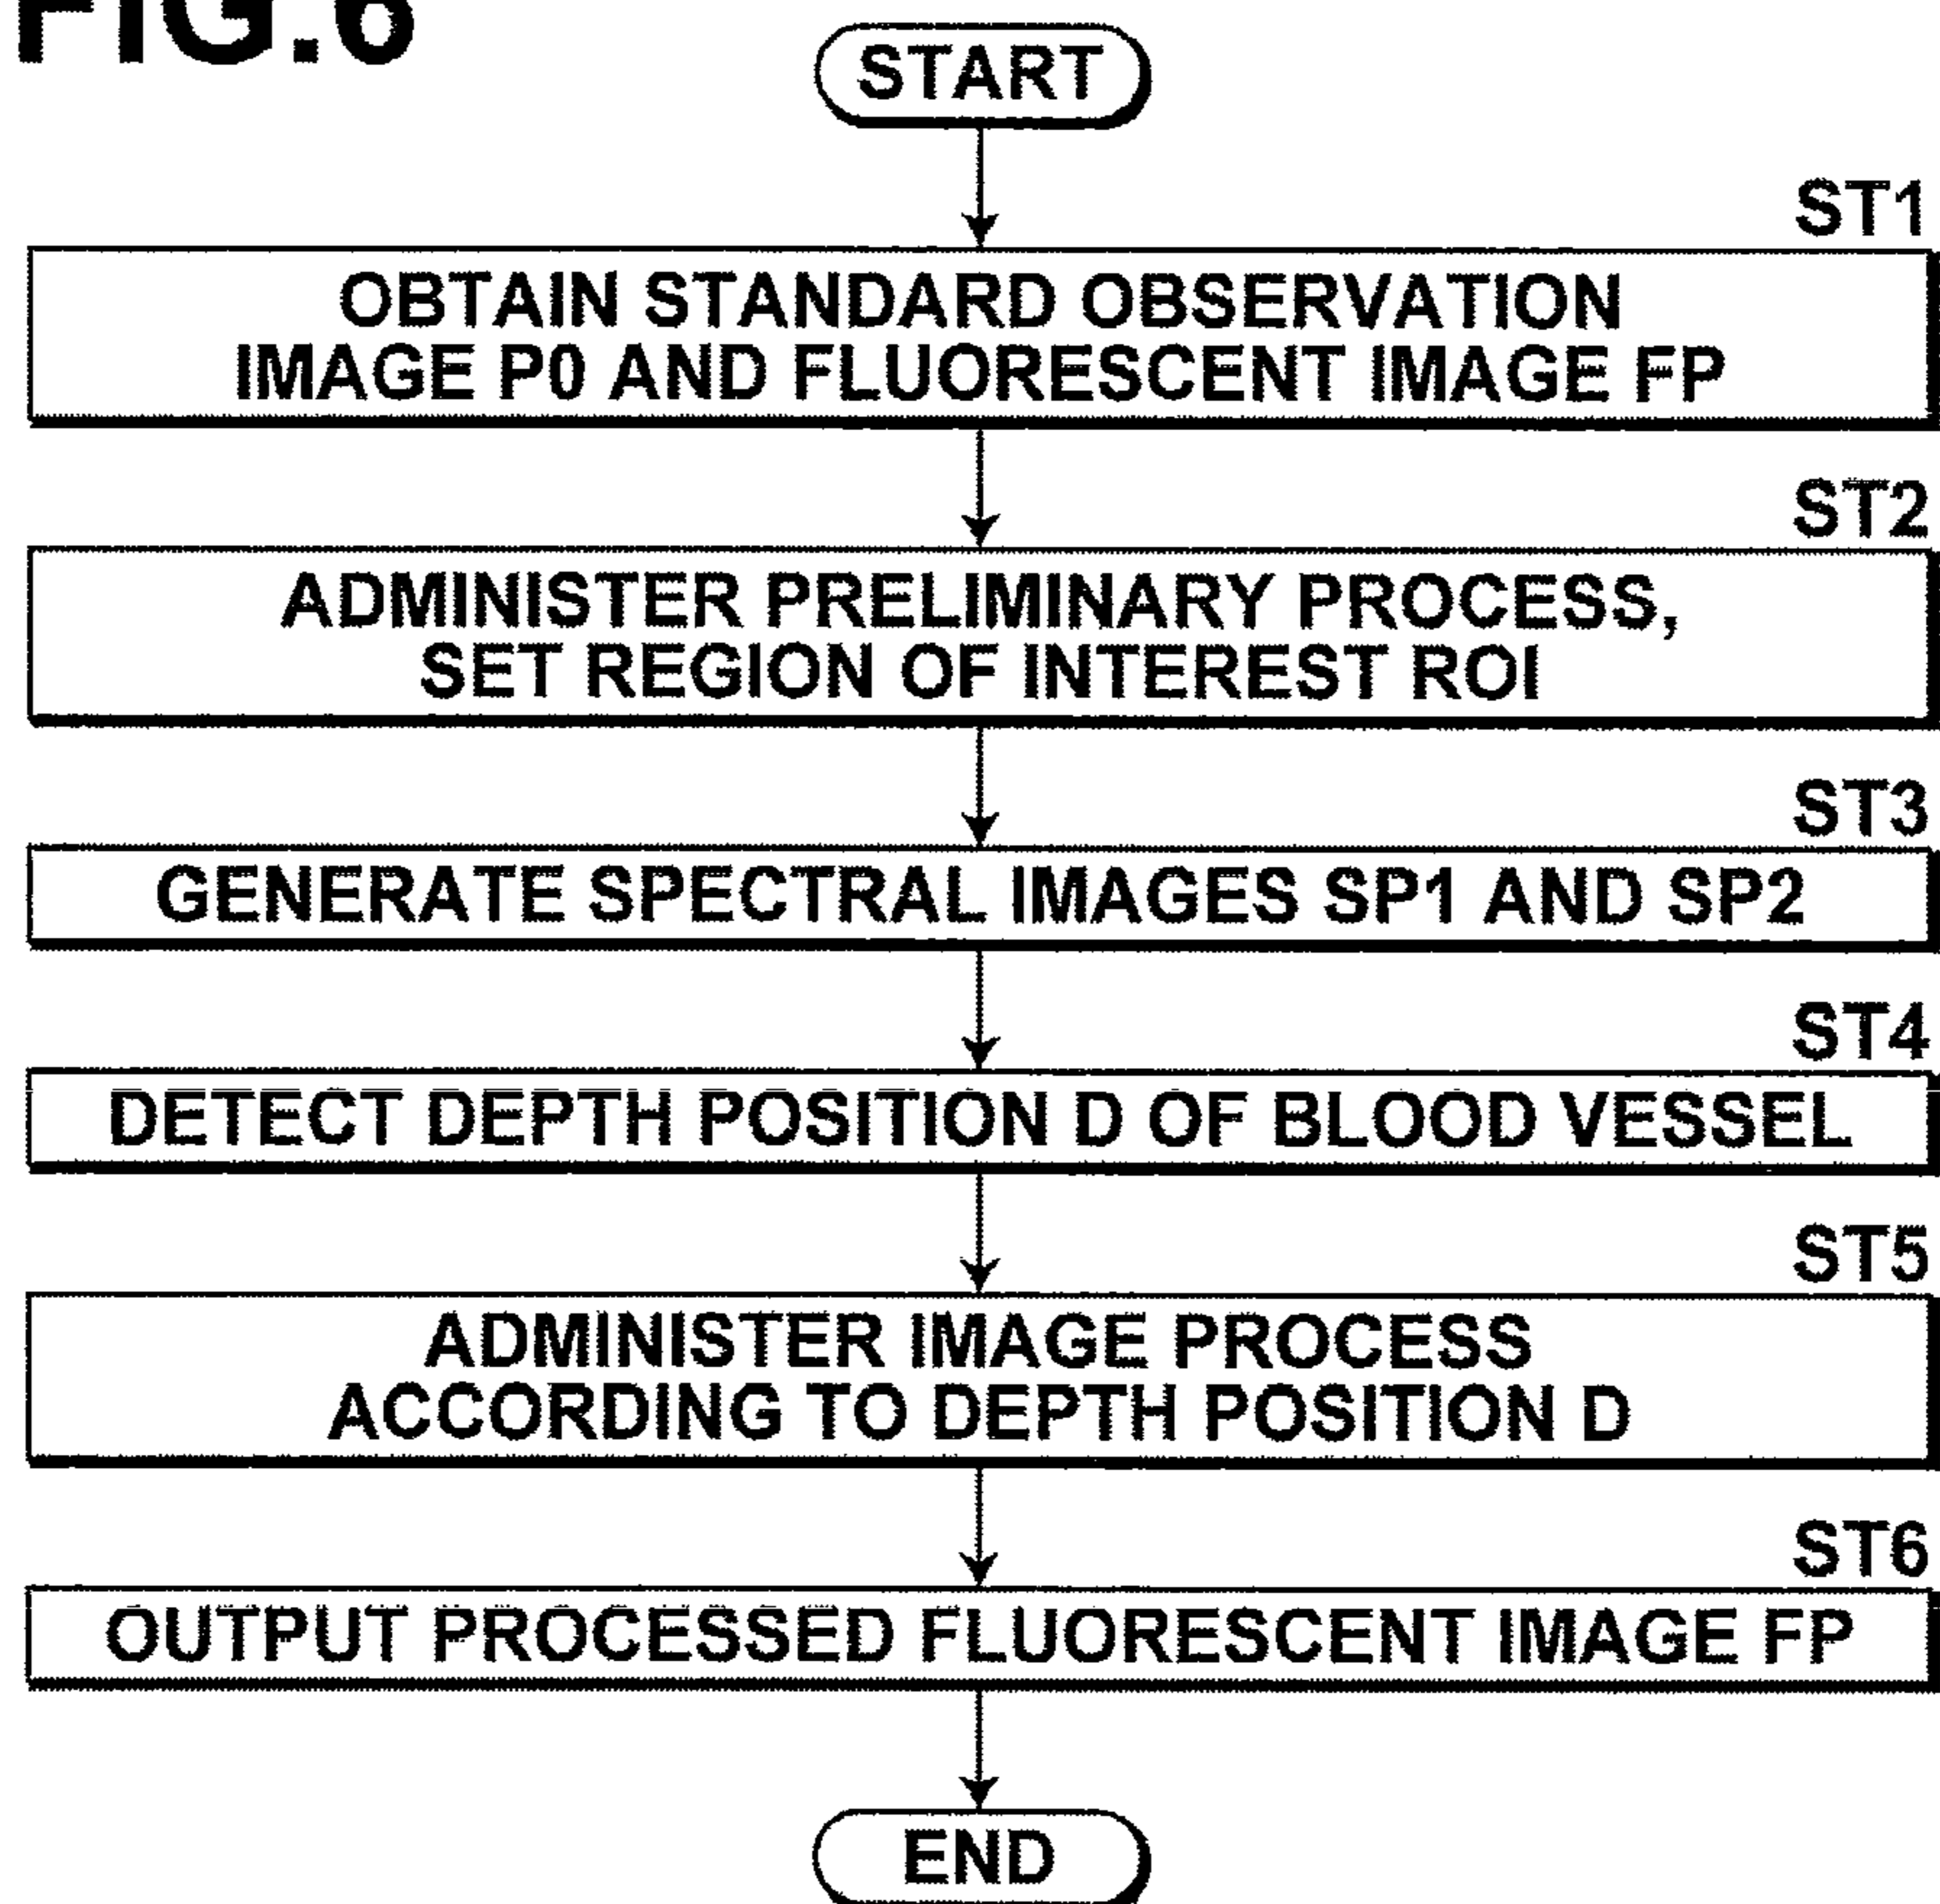 FIG.6
START
ST1
OBTAIN STANDARD OBSERVATION
IMAGE P0 AND FLUORESCENT IMAGE FP
ST2
ADMINISTER PRELIMINARY PROCESS,
SET REGION OF INTEREST ROI
ST3
GENERATE SPECTRAL IMAGES SP1 AND SP2
ST4
DETECT DEPTH POSITION D OF BLOOD VESSEL
ST5
ADMINISTER IMAGE PROCESS
ACCORDING TO DEPTH POSITION D
ST6
OUTPUT PROCESSED FLUORESCENT IMAGE FP
END